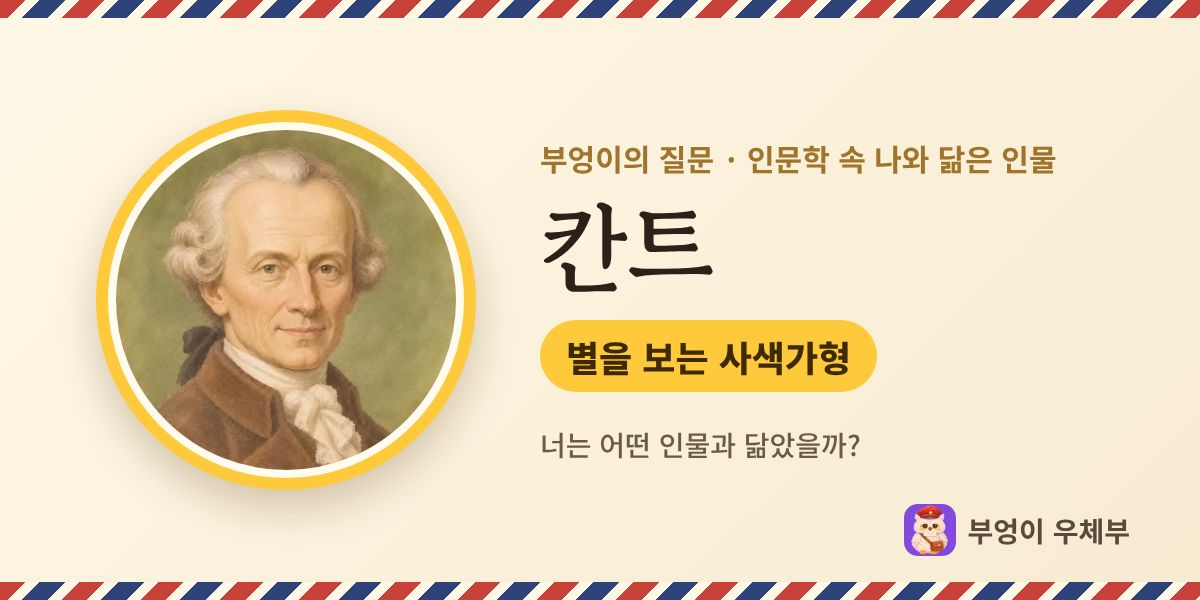 부엉이의 질문 · 인문학 속 나와 닮은 인물
칸트
별을 보는 사색가형
너는 어떤 인물과 닮았을까?
부엉이 우체부